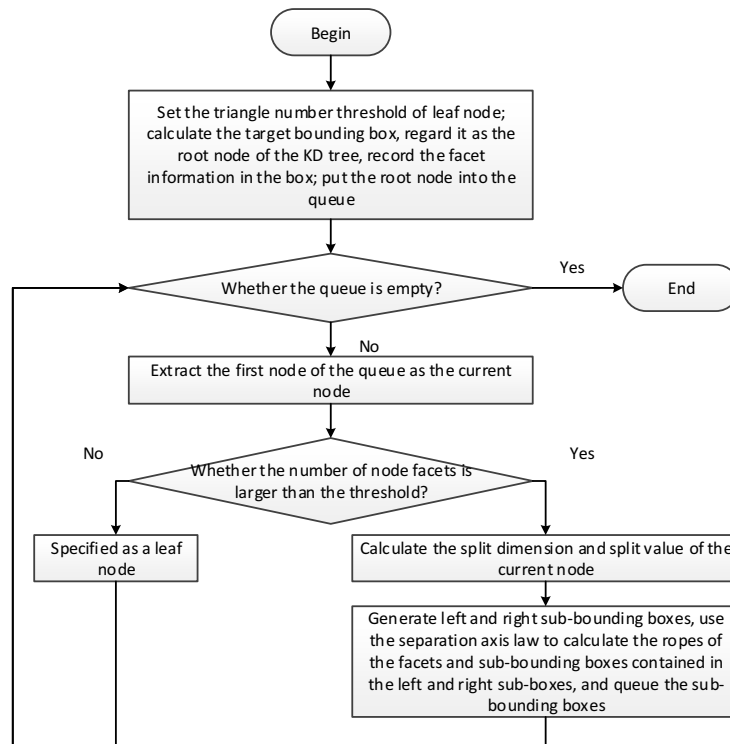 Begin
Set the triangle number threshold of leaf node;
calculate the target bounding box, regard it as the
root node of the KD tree, record the facet
information in the box; put the root node into the
queue
Whether the queue is empty?
Yes
End
No
Extract the first node of the queue as the current
node
No
Whether the number of node facets is
larger than the threshold?
Yes
Specified as a leaf
node
Calculate the split dimension and split value of the
current node
Generate left and right sub-bounding boxes, use
the separation axis law to calculate the ropes of
the facets and sub-bounding boxes contained in
the left and right sub-boxes, and queue the sub-
bounding boxes